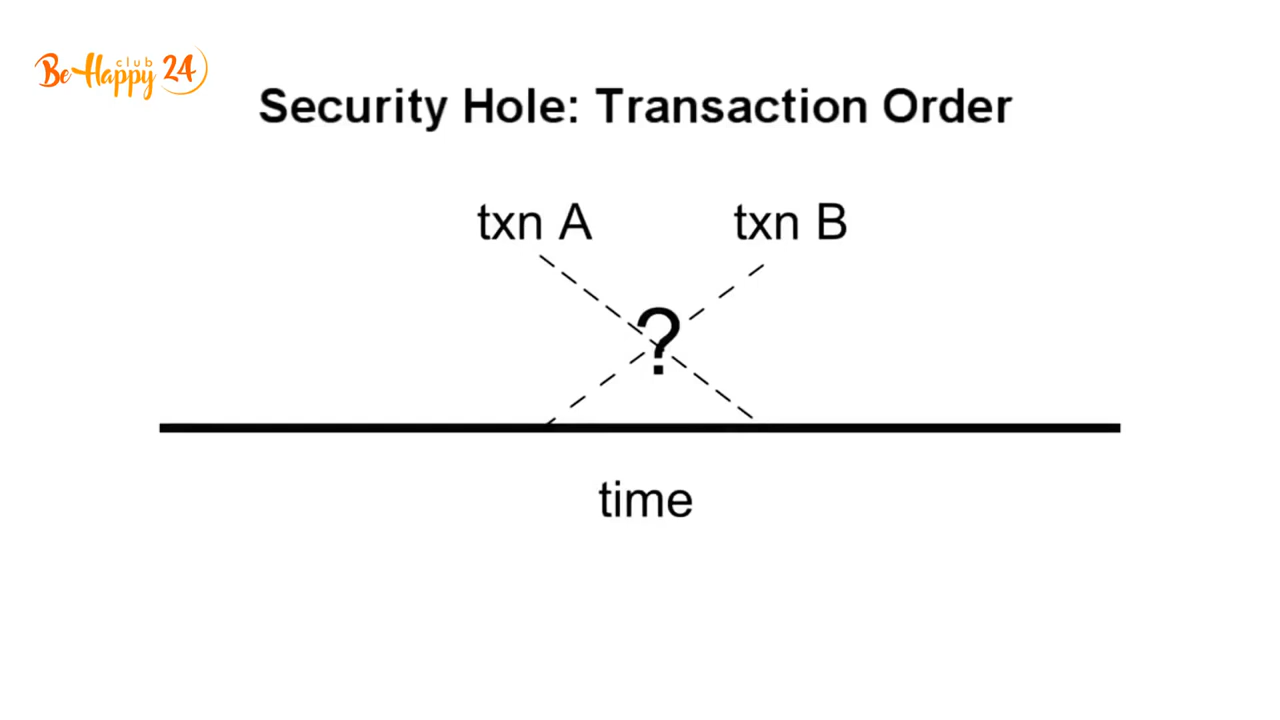 club
Be Happy 24
Security Hole: Transaction Order
txn A txn B
?
time